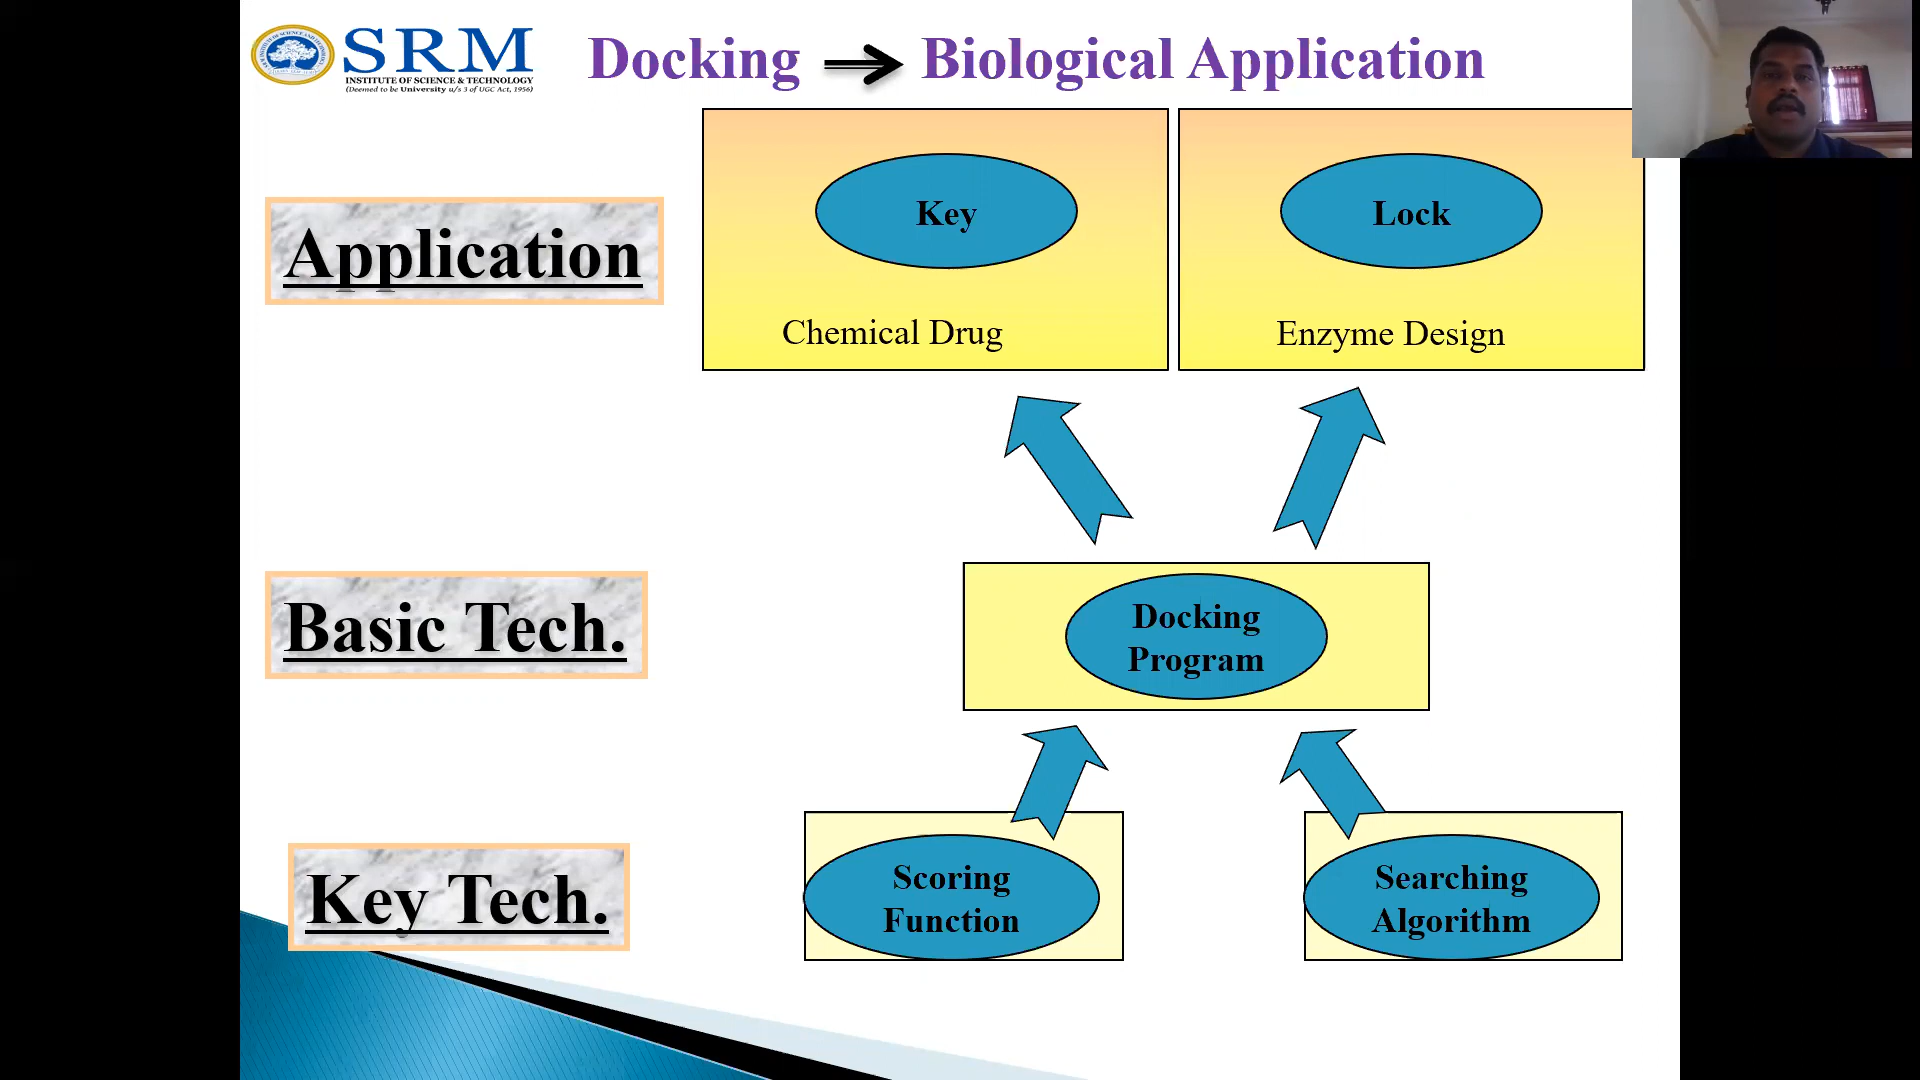 SRM
INSTITUTE OF SCIENCE & TECHNOLOGY
(Deemed to be University u/s 3 of UGC Act, 1956)
Docking Biological Application
Application
Key
Lock
Chemical Drug
Enzyme Design
Basic Tech.
Docking
Program
Key Tech.
Scoring
Function
Searching
Algorithm